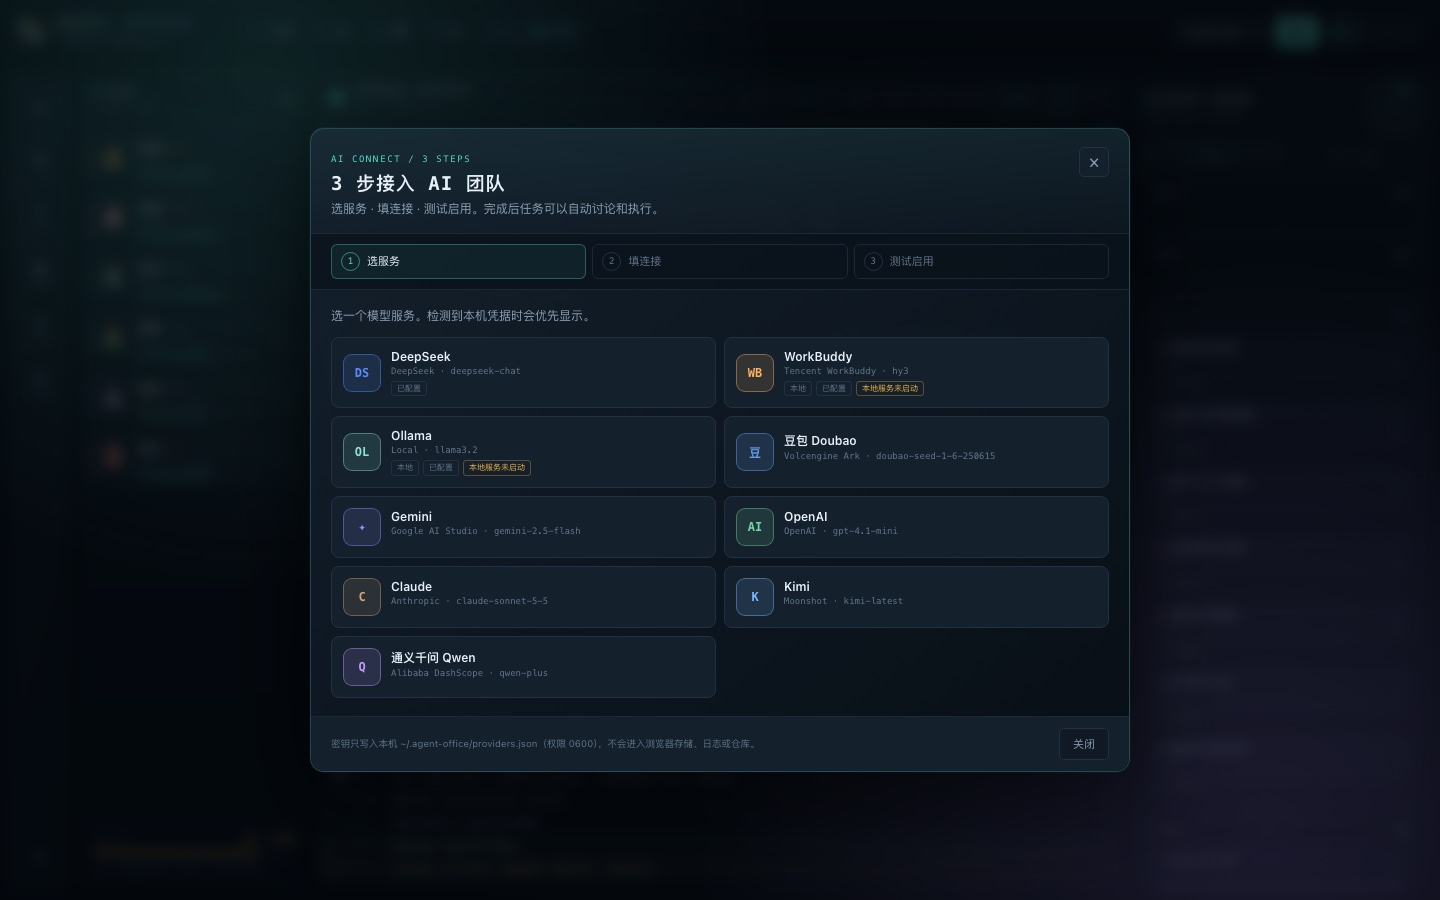 AI CONNECT / 3 STEPS
3 步接入 AI 团队
选服务 · 填连接 · 测试启用。完成后任务可以自动讨论和执行。
×
1 选服务
2 填连接
3 测试启用
选一个模型服务。检测到本机凭据时会优先显示。
DS
DeepSeek
DeepSeek · deepseek-chat
已配置
WB
WorkBuddy
Tencent WorkBuddy · hy3
本地 已配置 本地服务未启动
OL
Ollama
Local · llama3.2
本地 已配置 本地服务未启动
豆
豆包 Doubao
Volcengine Ark · doubao-seed-1-6-250615
Gemini
Google AI Studio · gemini-2.5-flash
AI
OpenAI
OpenAI · gpt-4.1-mini
C
Claude
Anthropic · claude-sonnet-5-5
K
Kimi
Moonshot · kimi-latest
Q
通义千问 Qwen
Alibaba DashScope · qwen-plus
密钥只写入本机 ~/.agent-office/providers.json（权限 0600），不会进入浏览器存储、日志或仓库。
关闭